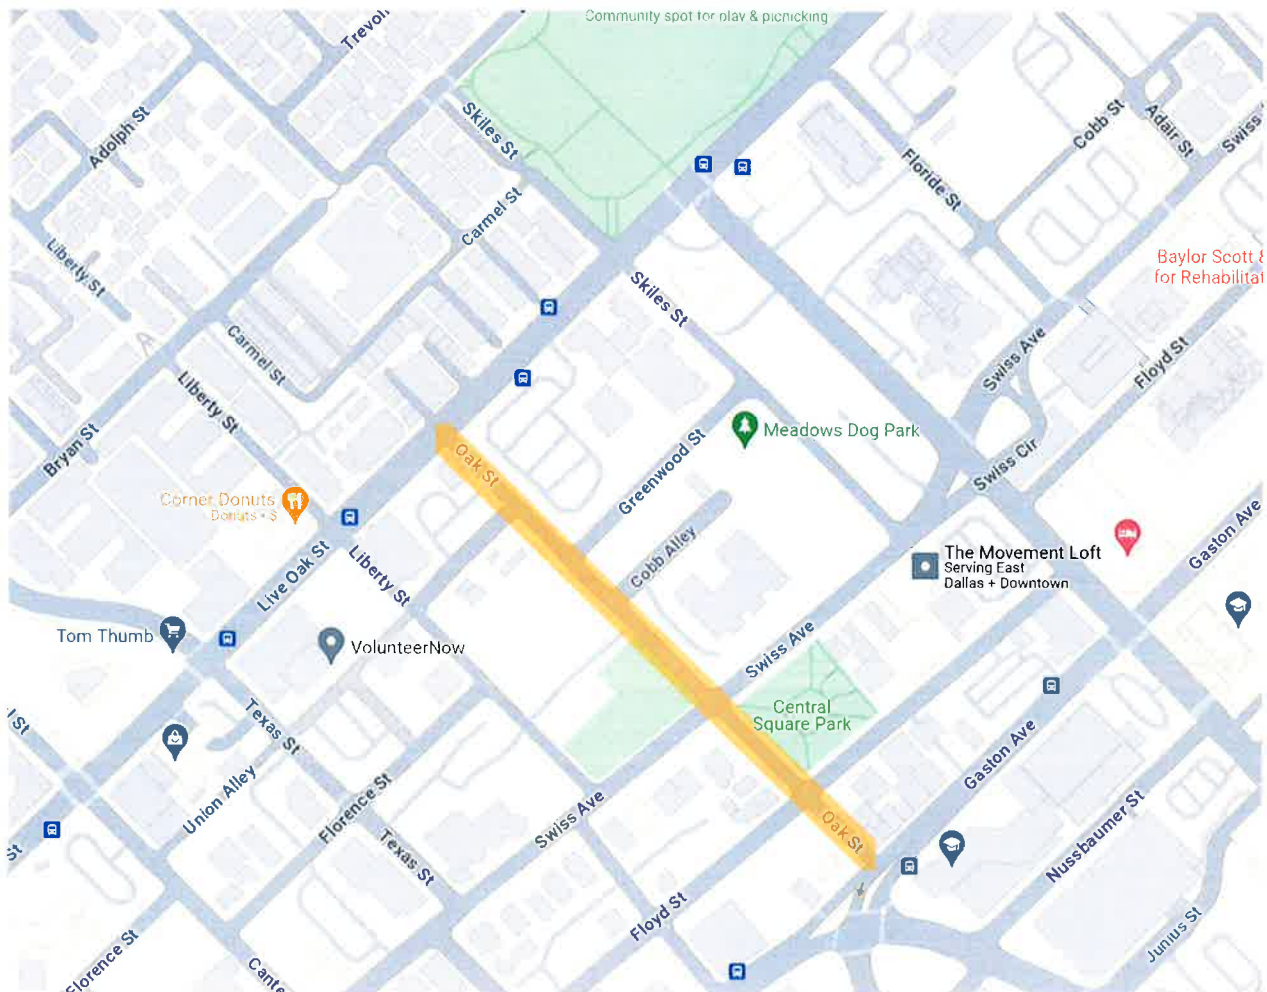 Community spot for play & picnicking
Skiles St
Adolph St
Cobb St
Adair St
Swiss
Floride St
Carmel St
Liberty St
Baylor Scott &
for Rehabilitat
Skiles St
Carmel St
Swiss Ave
Floyd St
Liberty St
Meadows Dog Park
Bryan St
Oak St
Greenwood St
Swiss Cir
Corner Donuts
Donuts • $
Gaston Ave
Live Oak St
Liberty St
Cobb Alley
The Movement Loft
Serving East
Dallas + Downtown
Tom Thumb
VolunteerNow
Swiss Ave
Central
Square Park
l St
Texas St
Gaston Ave
Union Alley
Florence St
Swiss Ave
Oak St
St
Texas St
Nussbaumer St
Floyd St
Junius St
Florence St
Cante